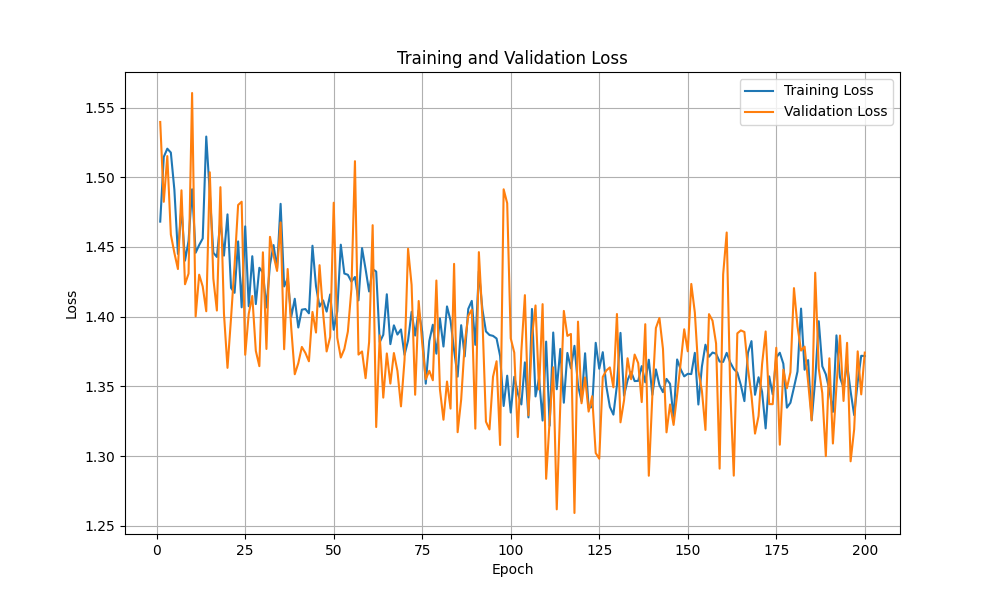 Training and Validation Loss
Training Loss
Validation Loss
1.55
1.50
1.45
1.40
1.35
1.30
1.25
Loss
0 25 50 75 100 125 150 175 200
Epoch